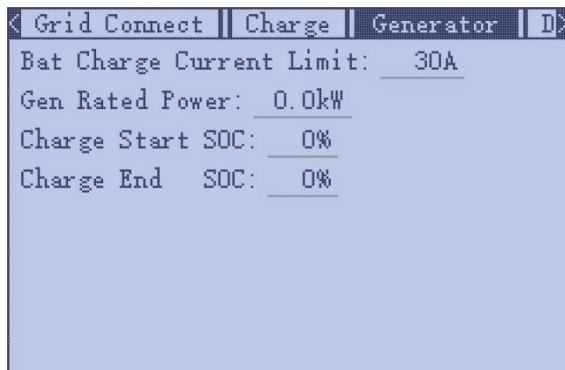 Grid Connect Charge Generator D
Bat Charge Current Limit: 30A
Gen Rated Power: 0.0kW
Charge Start SOC: 0%
Charge End SOC: 0%